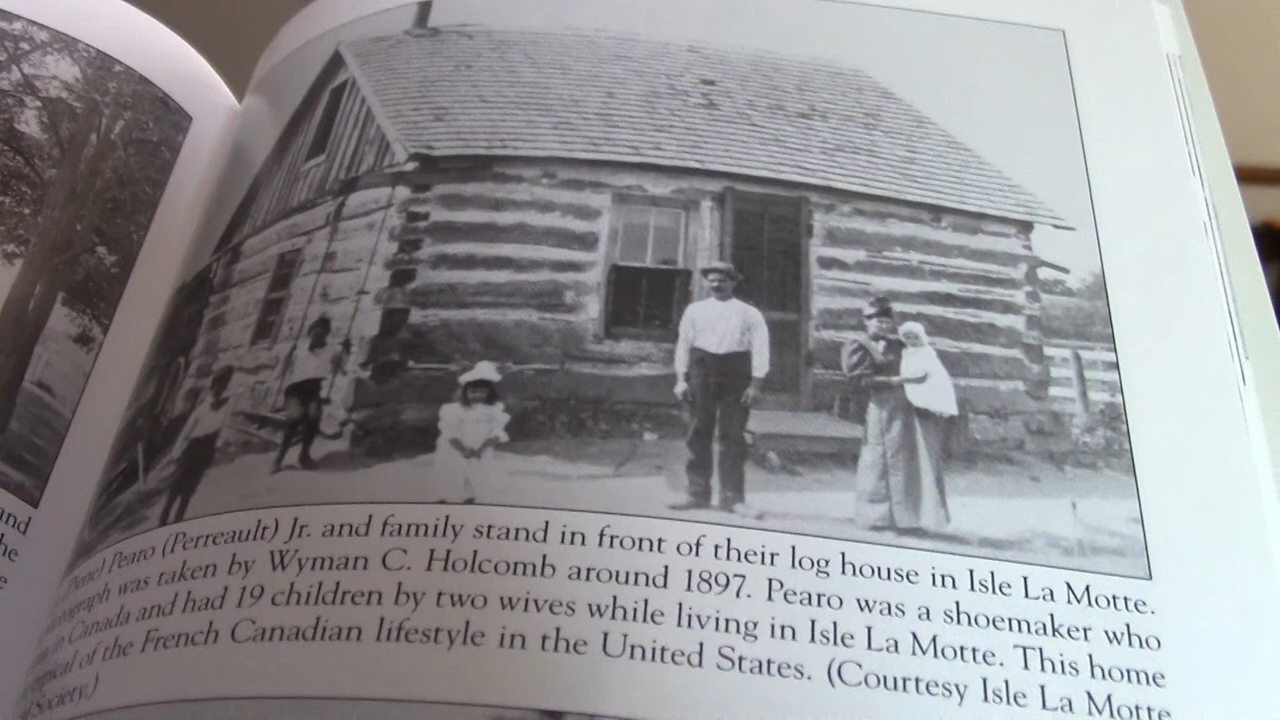 and
he
e
Pearo (Perreault) Jr. and family stand in front of their log house in Isle La Motte.
was taken by Wyman C. Holcomb around 1897. Pearo was a shoemaker who
in Canada and had 19 children by two wives while living in Isle La Motte. This home
of the French Canadian lifestyle in the United States. (Courtesy Isle La Motte
Society.)